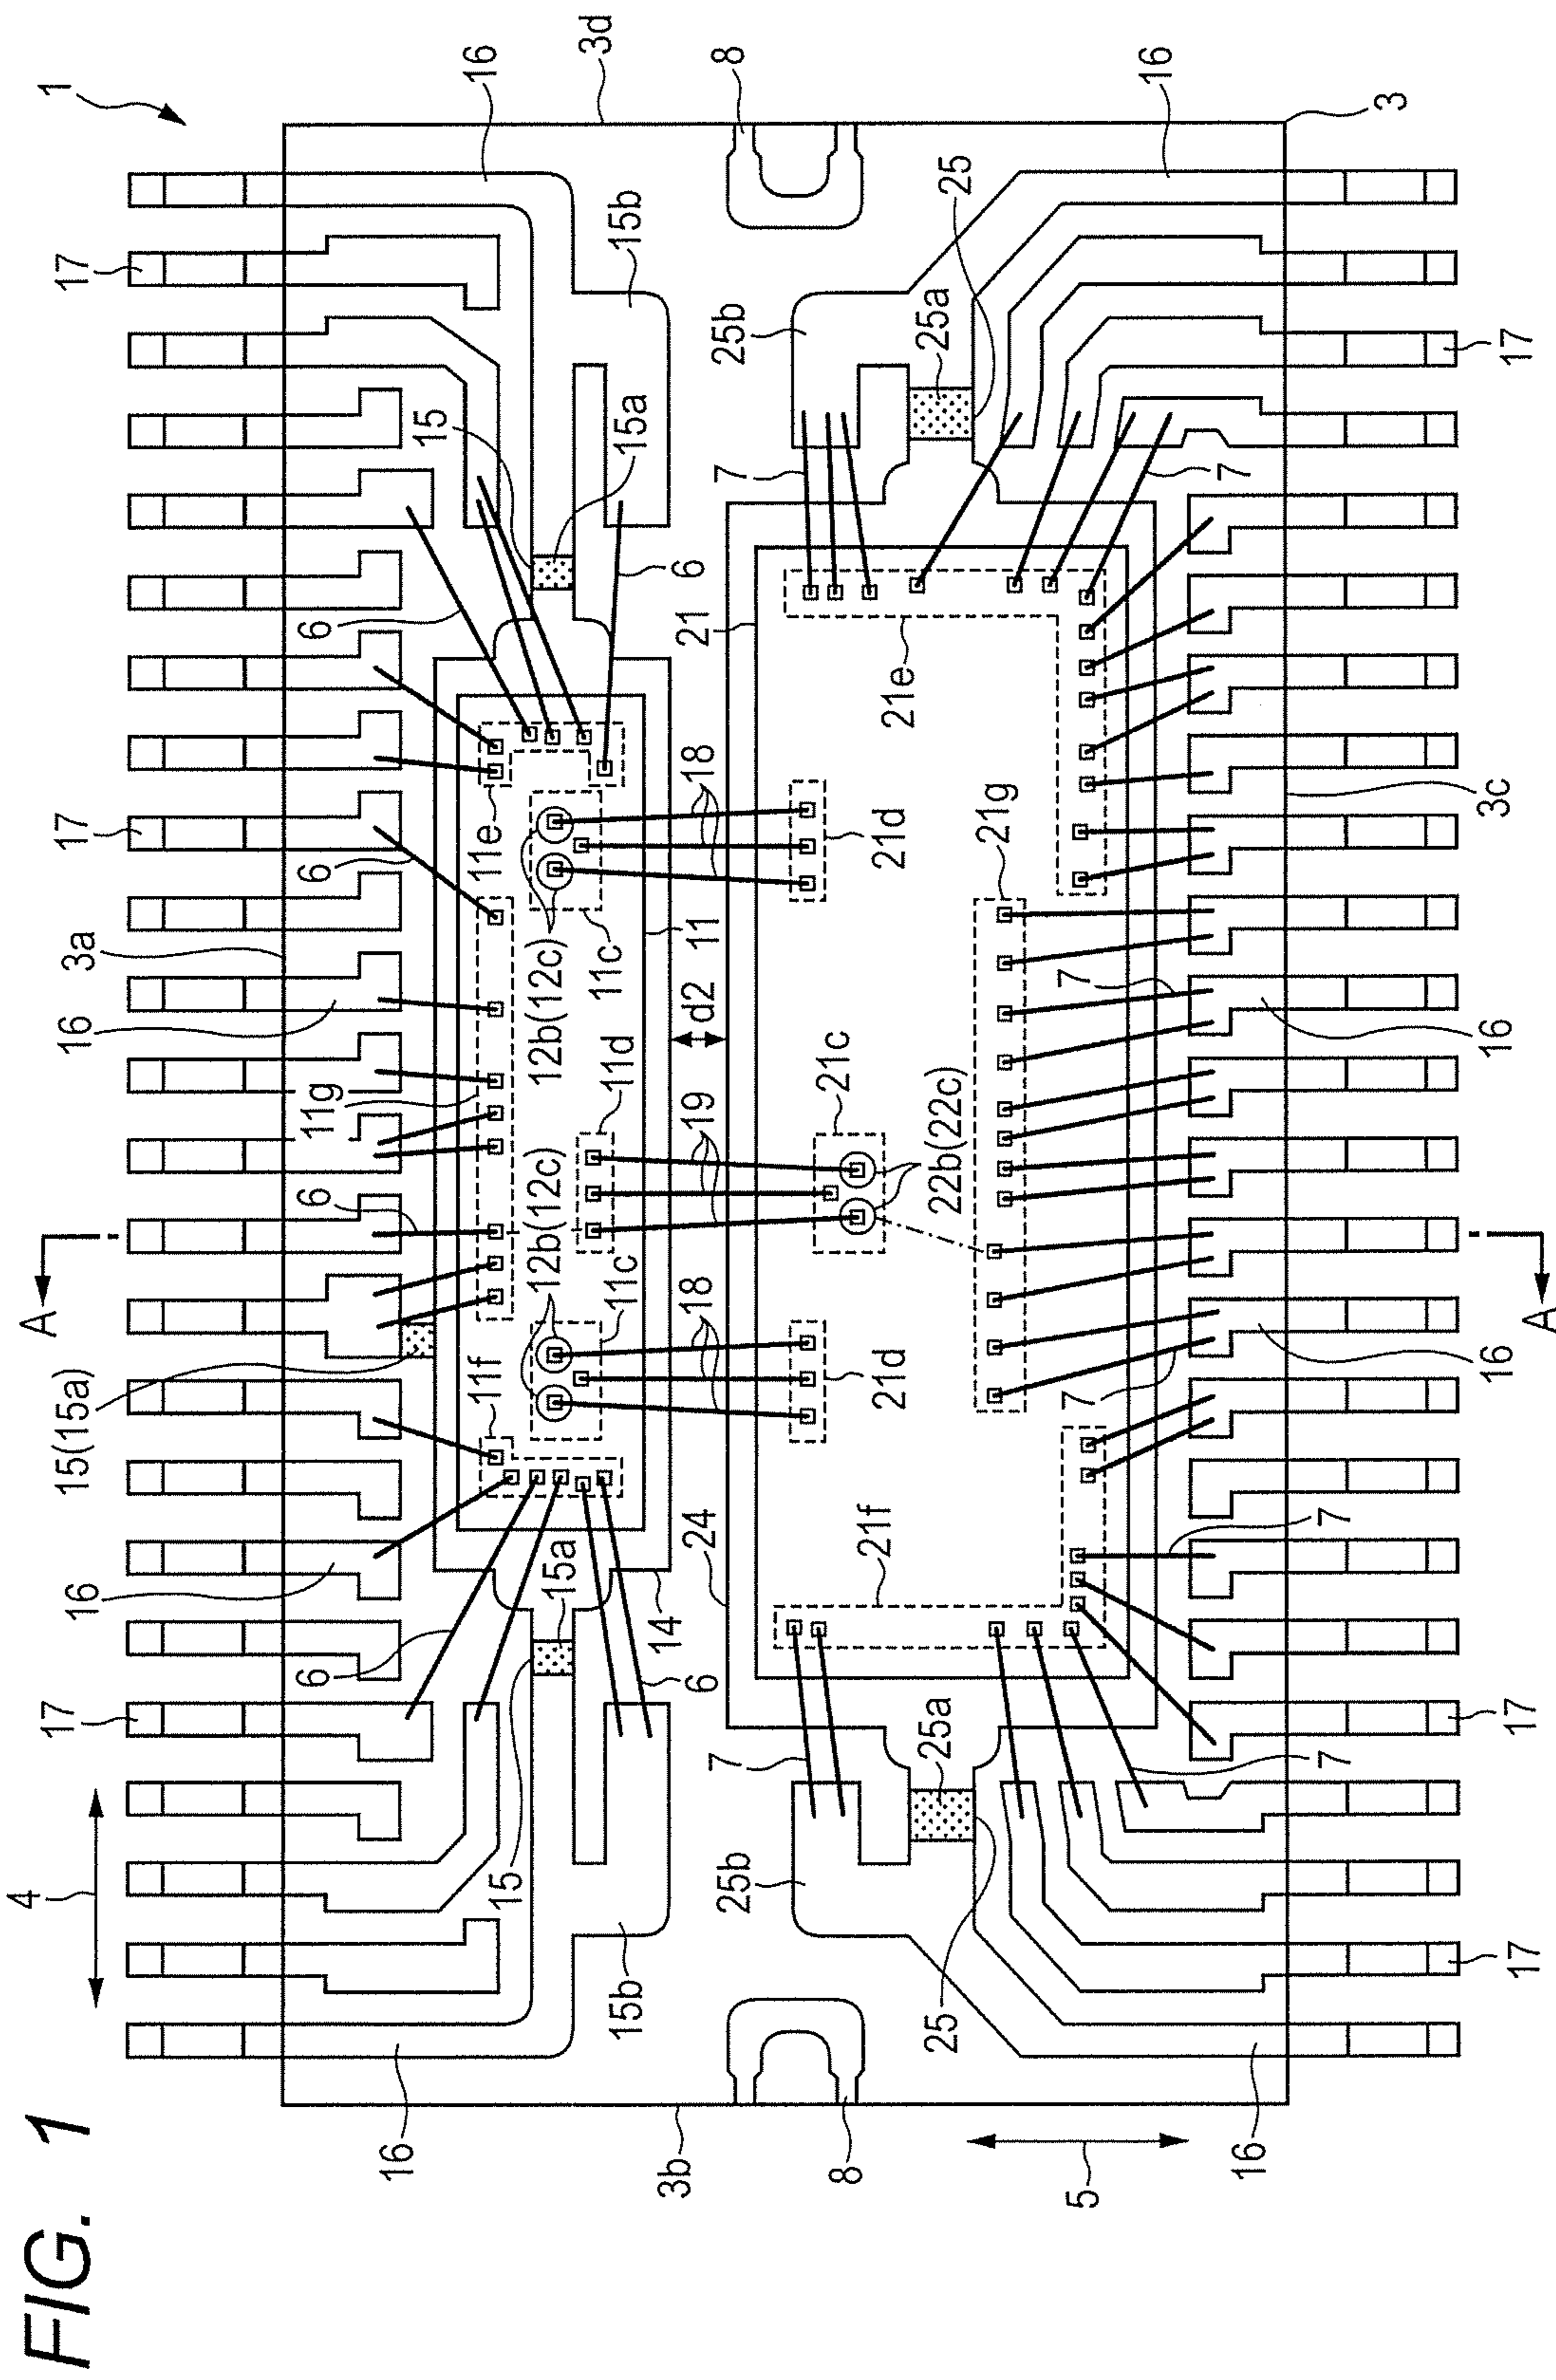 FIG. 1
4
A
1
17
16
15(15a)
16
3a
17
17
6
6
11g
6
6
16
15
16
15
11f
11e
6
15a
12b(12c)
12b(12c)
3d
15b
11c
11d
11c
15a
15b
3b
6
14
18
19
d2
11
18
21
6
25b
7
24
7
25b
8
8
21f
21d
21c
21d
21e
25
25a
22b(22c)
25a
25
21g
5
7
7
16
16
7
7
7
3
16
16
3c
17
17
A
17